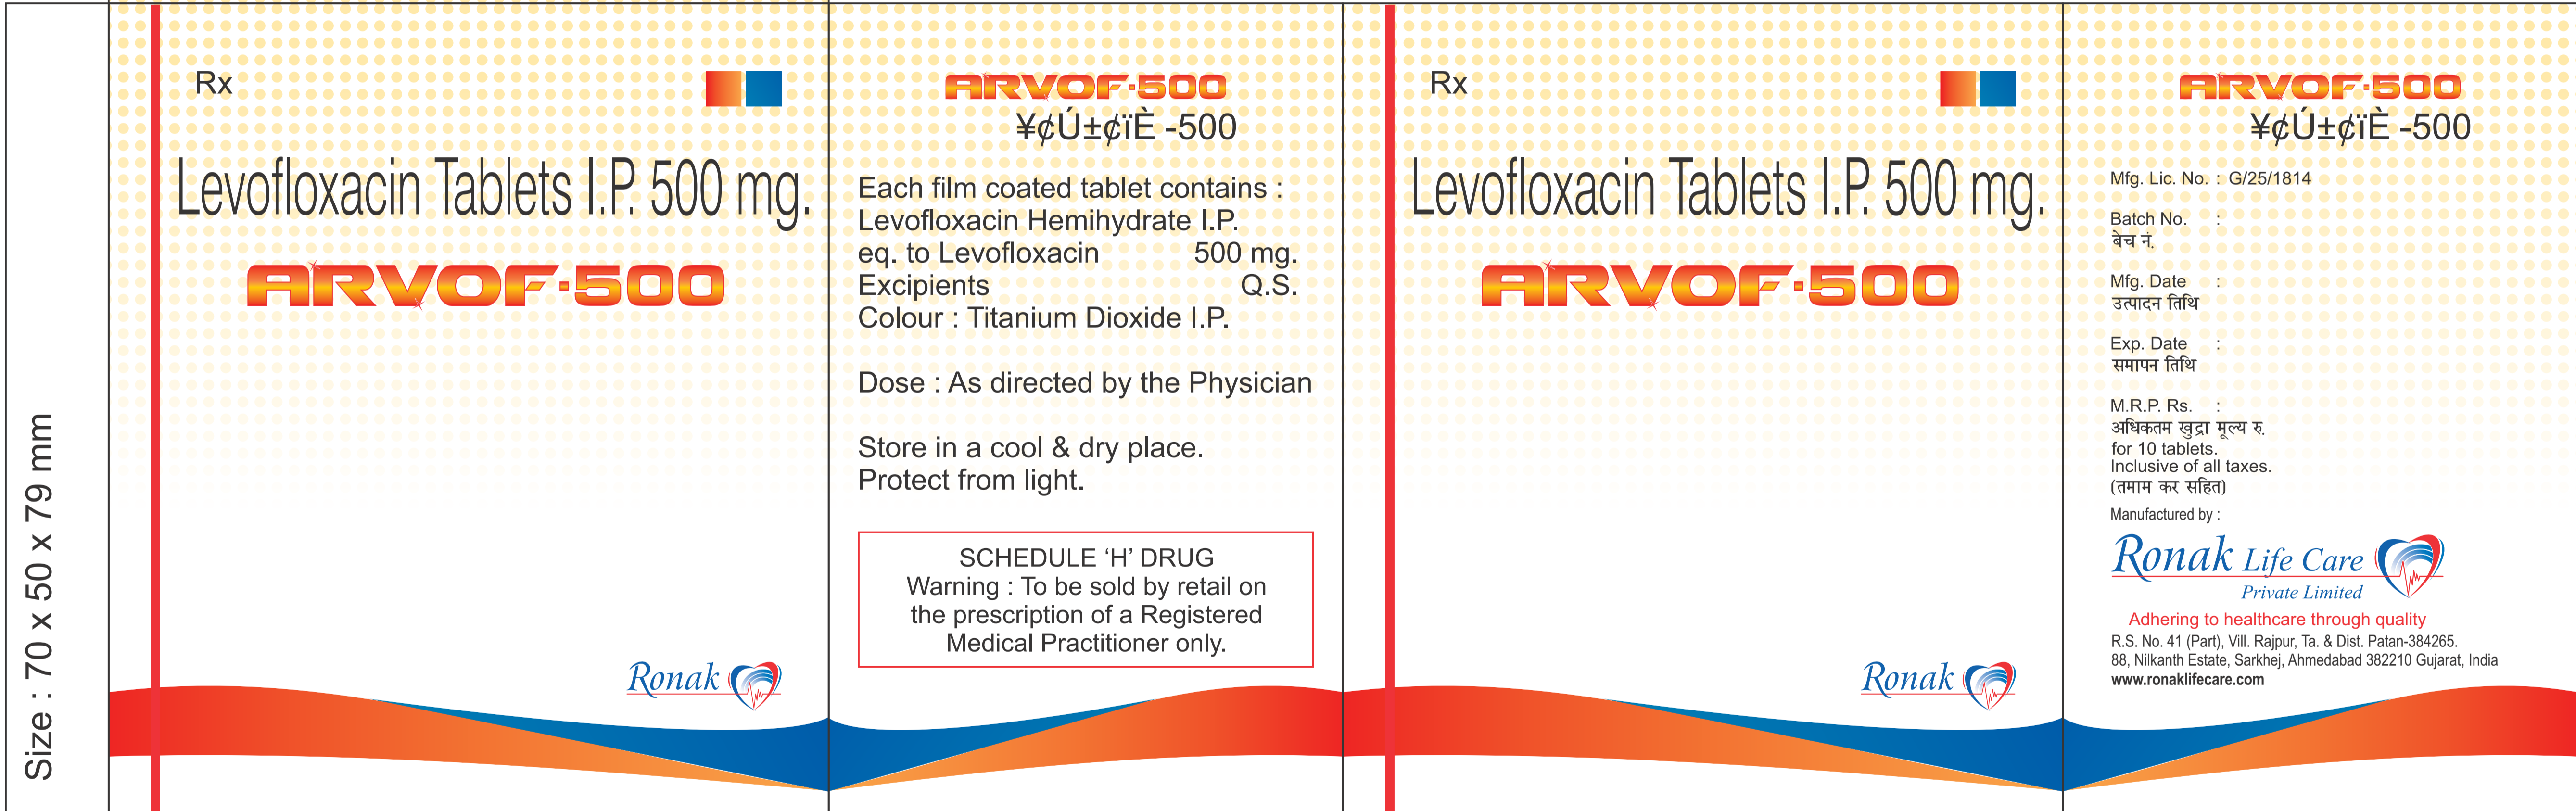 Size : 70 x 50 x 79 mm
Rx
Levofloxacin Tablets I.P. 500 mg.
ARVOF-500
Ronak
ARVOF-500
¥¢Ú±¢ïÈ -500
Each film coated tablet contains :
Levofloxacin Hemihydrate I.P.
eq. to Levofloxacin 500 mg.
Excipients Q.S.
Colour : Titanium Dioxide I.P.
Dose : As directed by the Physician
Store in a cool & dry place.
Protect from light.
SCHEDULE ‘H’ DRUG
Warning : To be sold by retail on
the prescription of a Registered
Medical Practitioner only.
Rx
Levofloxacin Tablets I.P. 500 mg.
ARVOF-500
Ronak
ARVOF-500
¥¢Ú±¢ïÈ -500
Mfg. Lic. No. : G/25/1814
Batch No. :
बेच नं.
Mfg. Date :
उत्पादन तिथि
Exp. Date :
समापन तिथि
M.R.P. Rs. :
अधिकतम खुद्रा मूल्य रु.
for 10 tablets.
Inclusive of all taxes.
(तमाम कर सहित)
Manufactured by :
Ronak Life Care
Private Limited
Adhering to healthcare through quality
R.S. No. 41 (Part), Vill. Rajpur, Ta. & Dist. Patan-384265.
88, Nilkanth Estate, Sarkhej, Ahmedabad 382210 Gujarat, India
www.ronaklifecare.com